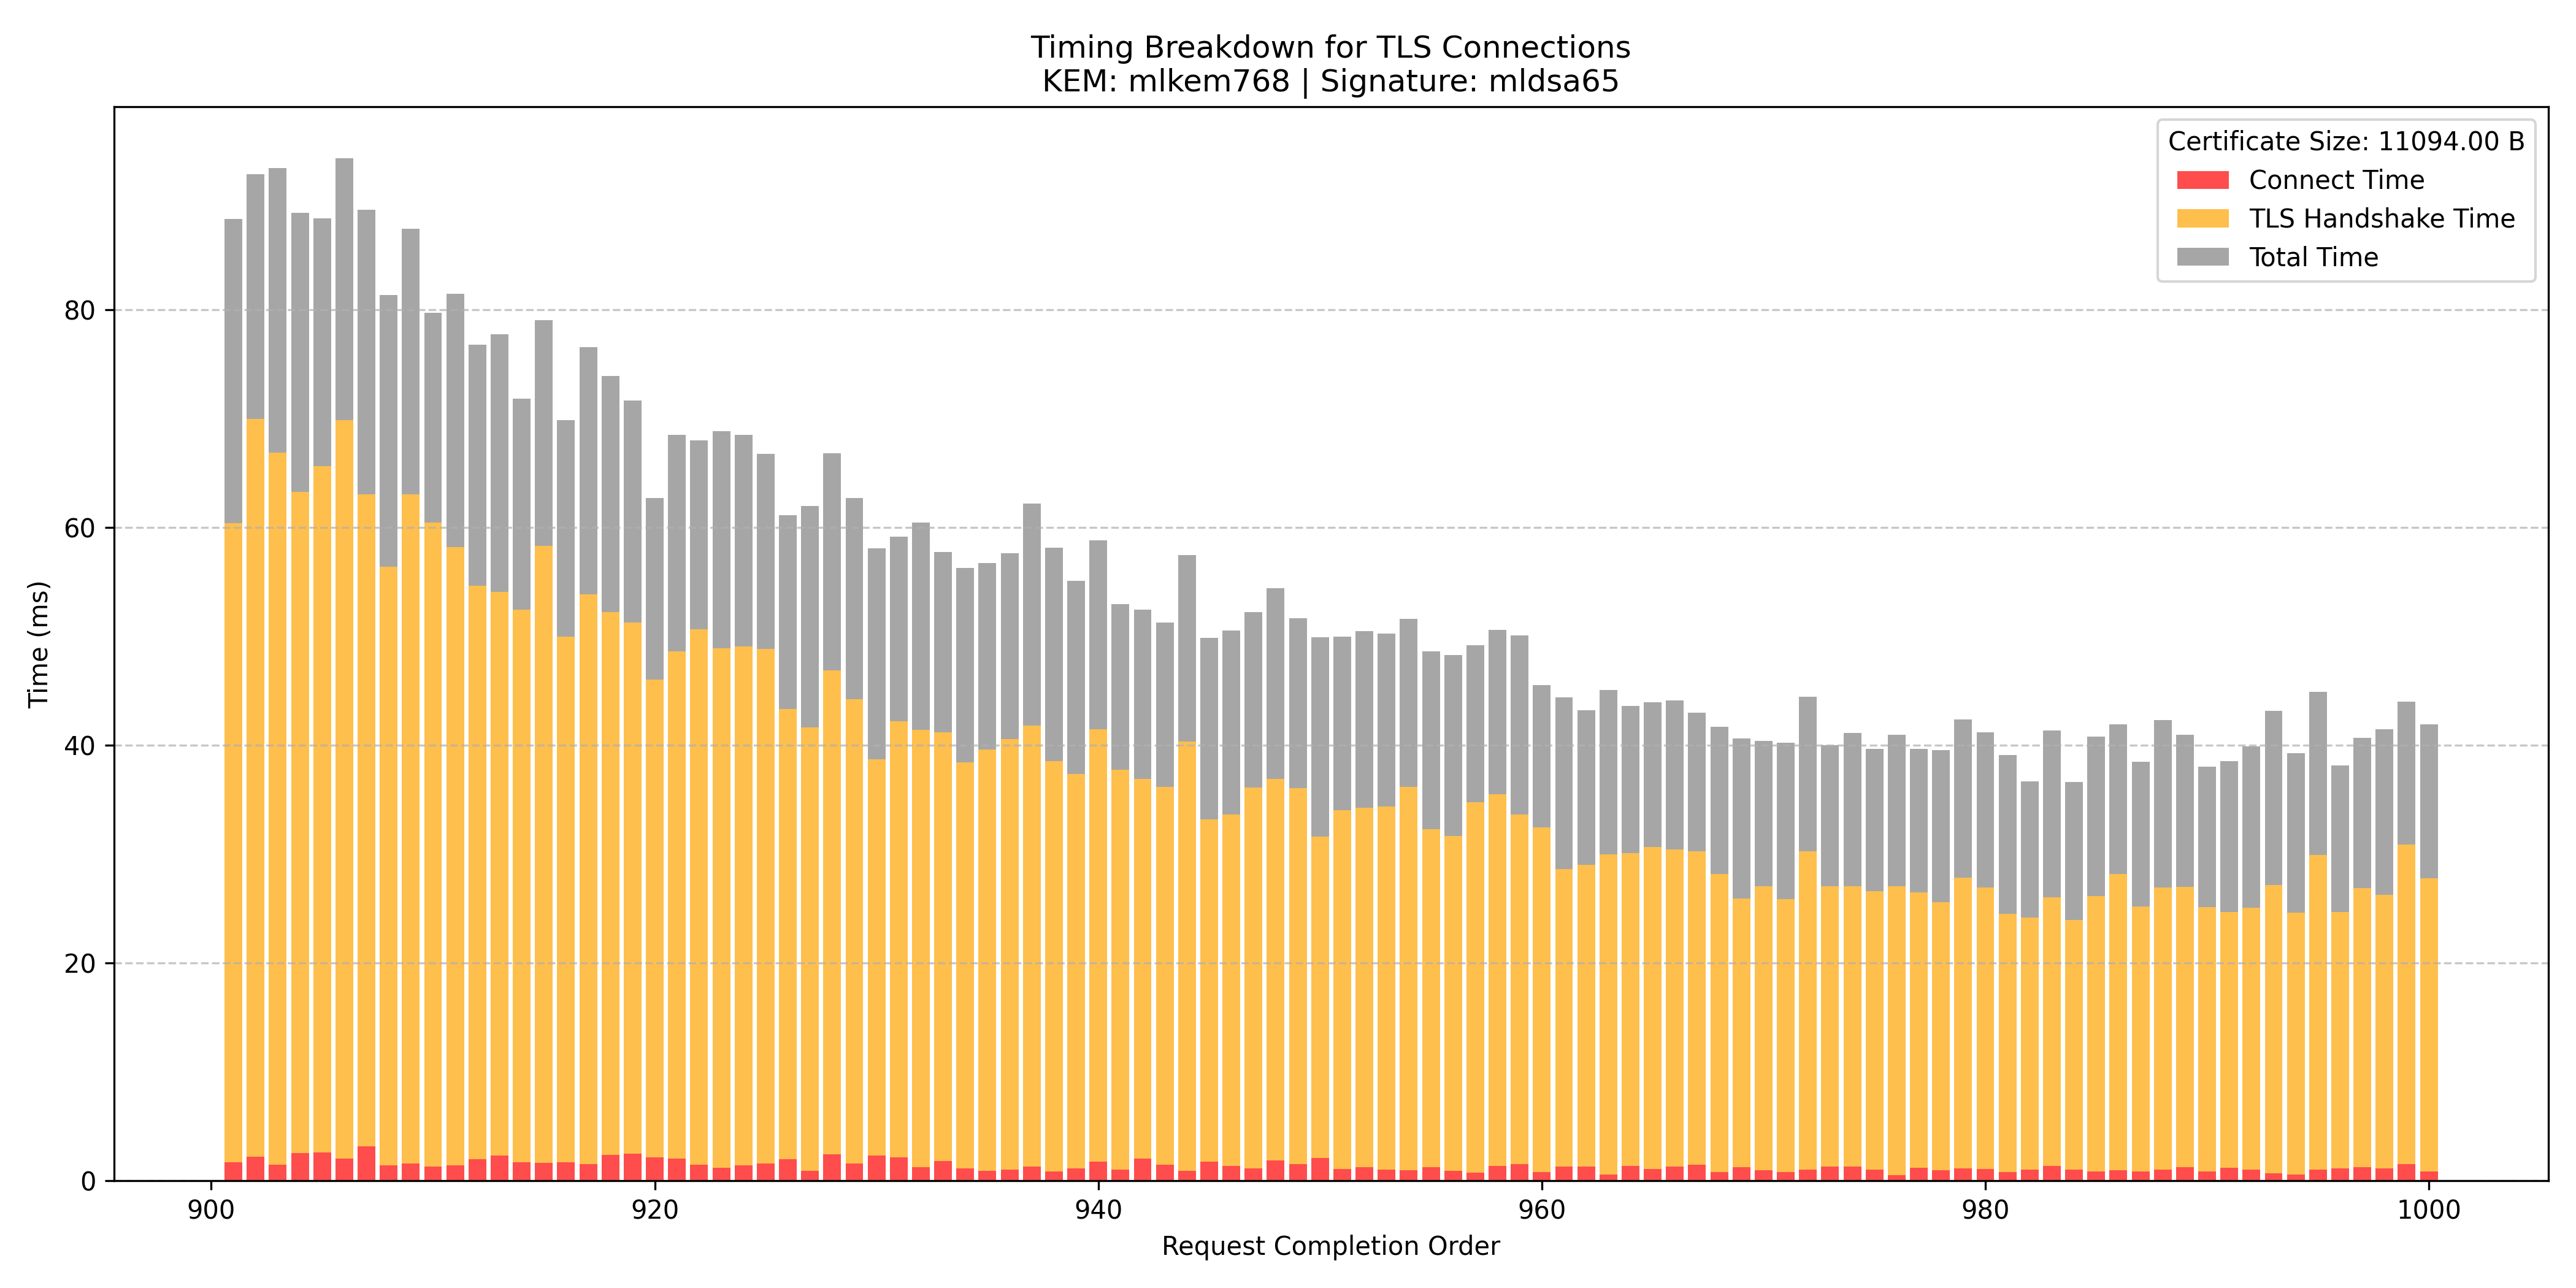 Timing Breakdown for TLS Connections
KEM: mlkem768 | Signature: mldsa65
Certificate Size: 11094.00 B
Connect Time
TLS Handshake Time
Total Time
Time (ms)
80
60
40
20
0
900 920 940 960 980 1000
Request Completion Order